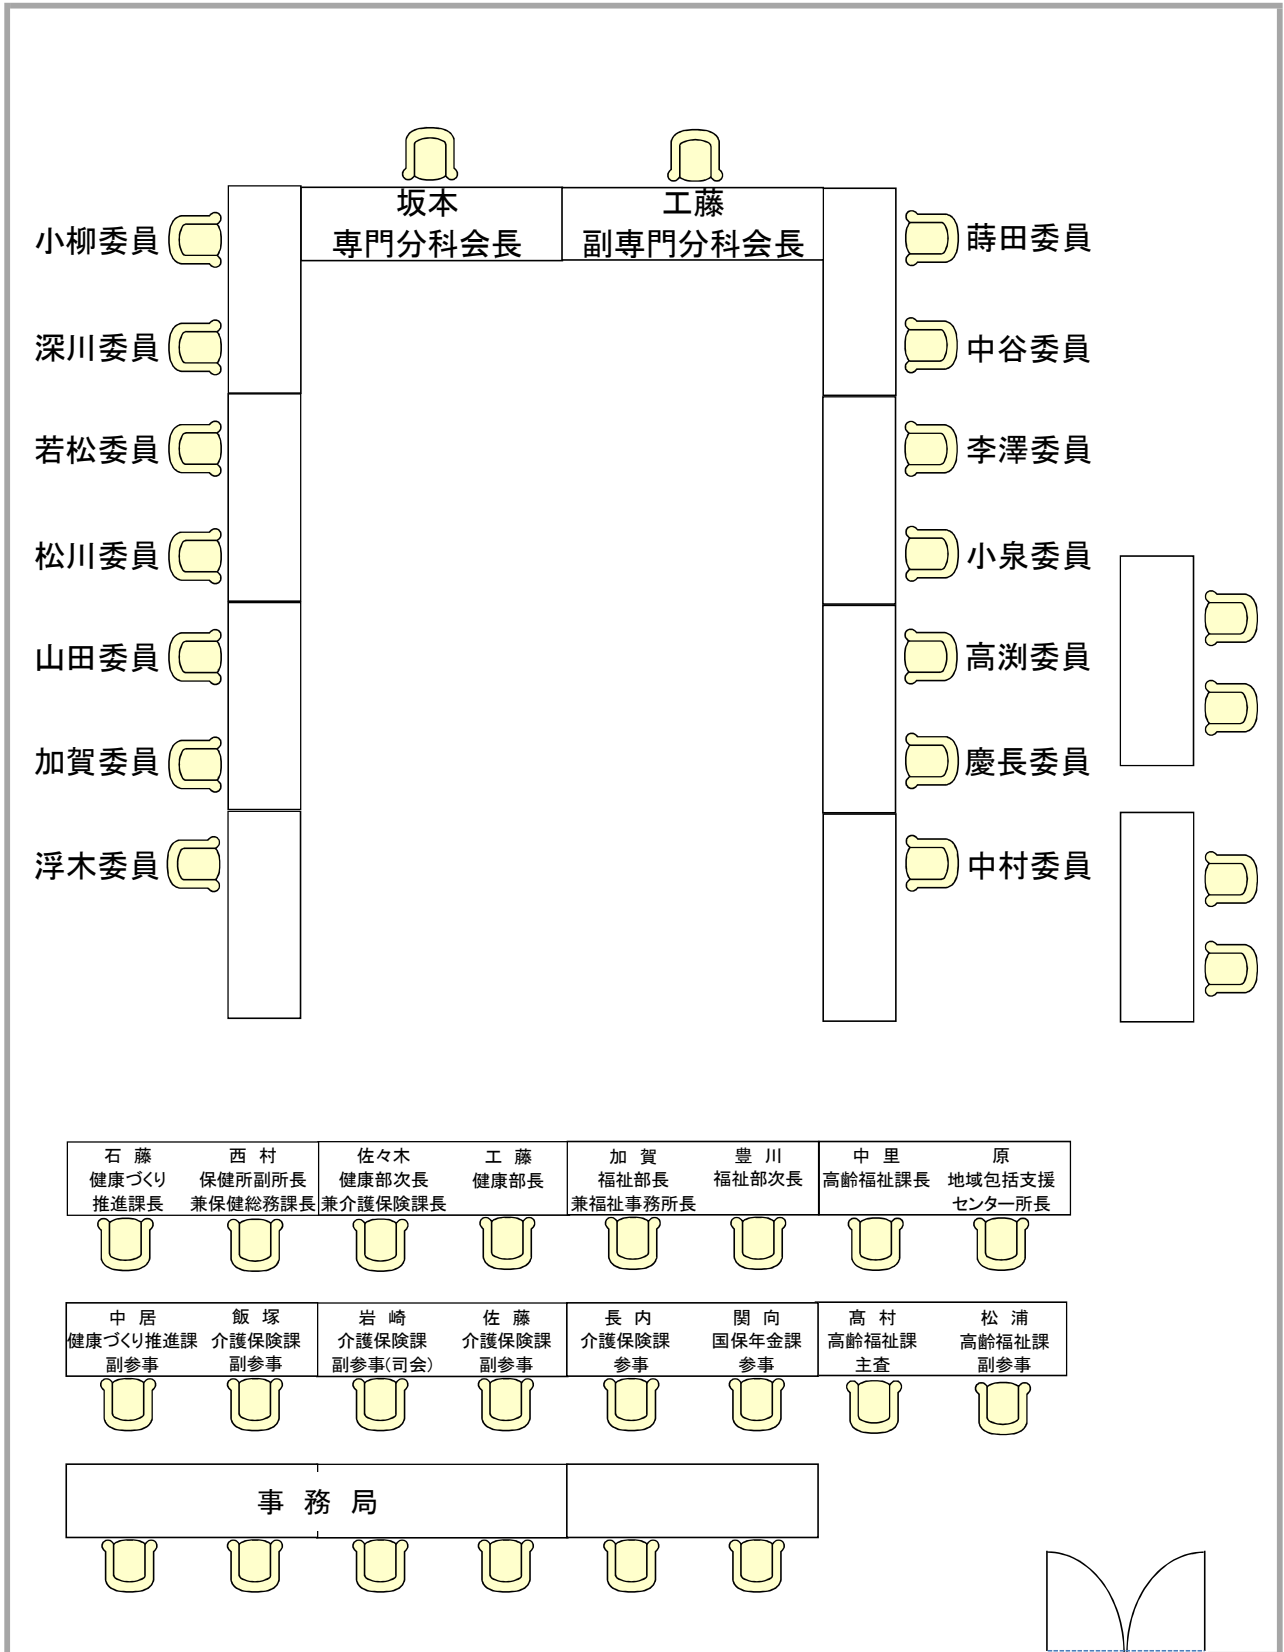 坂本
専門分科会長
工藤
副専門分科会長
小柳委員
蒔田委員
深川委員
中谷委員
若松委員
李澤委員
松川委員
小泉委員
山田委員
高渕委員
加賀委員
慶長委員
浮木委員
中村委員
石 藤
健康づくり
推進課長
西 村
保健所副所長
兼保健総務課長
佐々木
健康部次長
兼介護保険課長
工 藤
健康部長
加 賀
福祉部長
兼福祉事務所長
豊 川
福祉部次長
中 里
高齢福祉課長
原
地域包括支援
センター所長
中 居
健康づくり推進課
副参事
飯 塚
介護保険課
副参事
岩 崎
介護保険課
副参事(司会)
佐 藤
介護保険課
副参事
長 内
介護保険課
参事
関 向
国保年金課
参事
髙 村
高齢福祉課
主査
松 浦
高齢福祉課
副参事
事 務 局